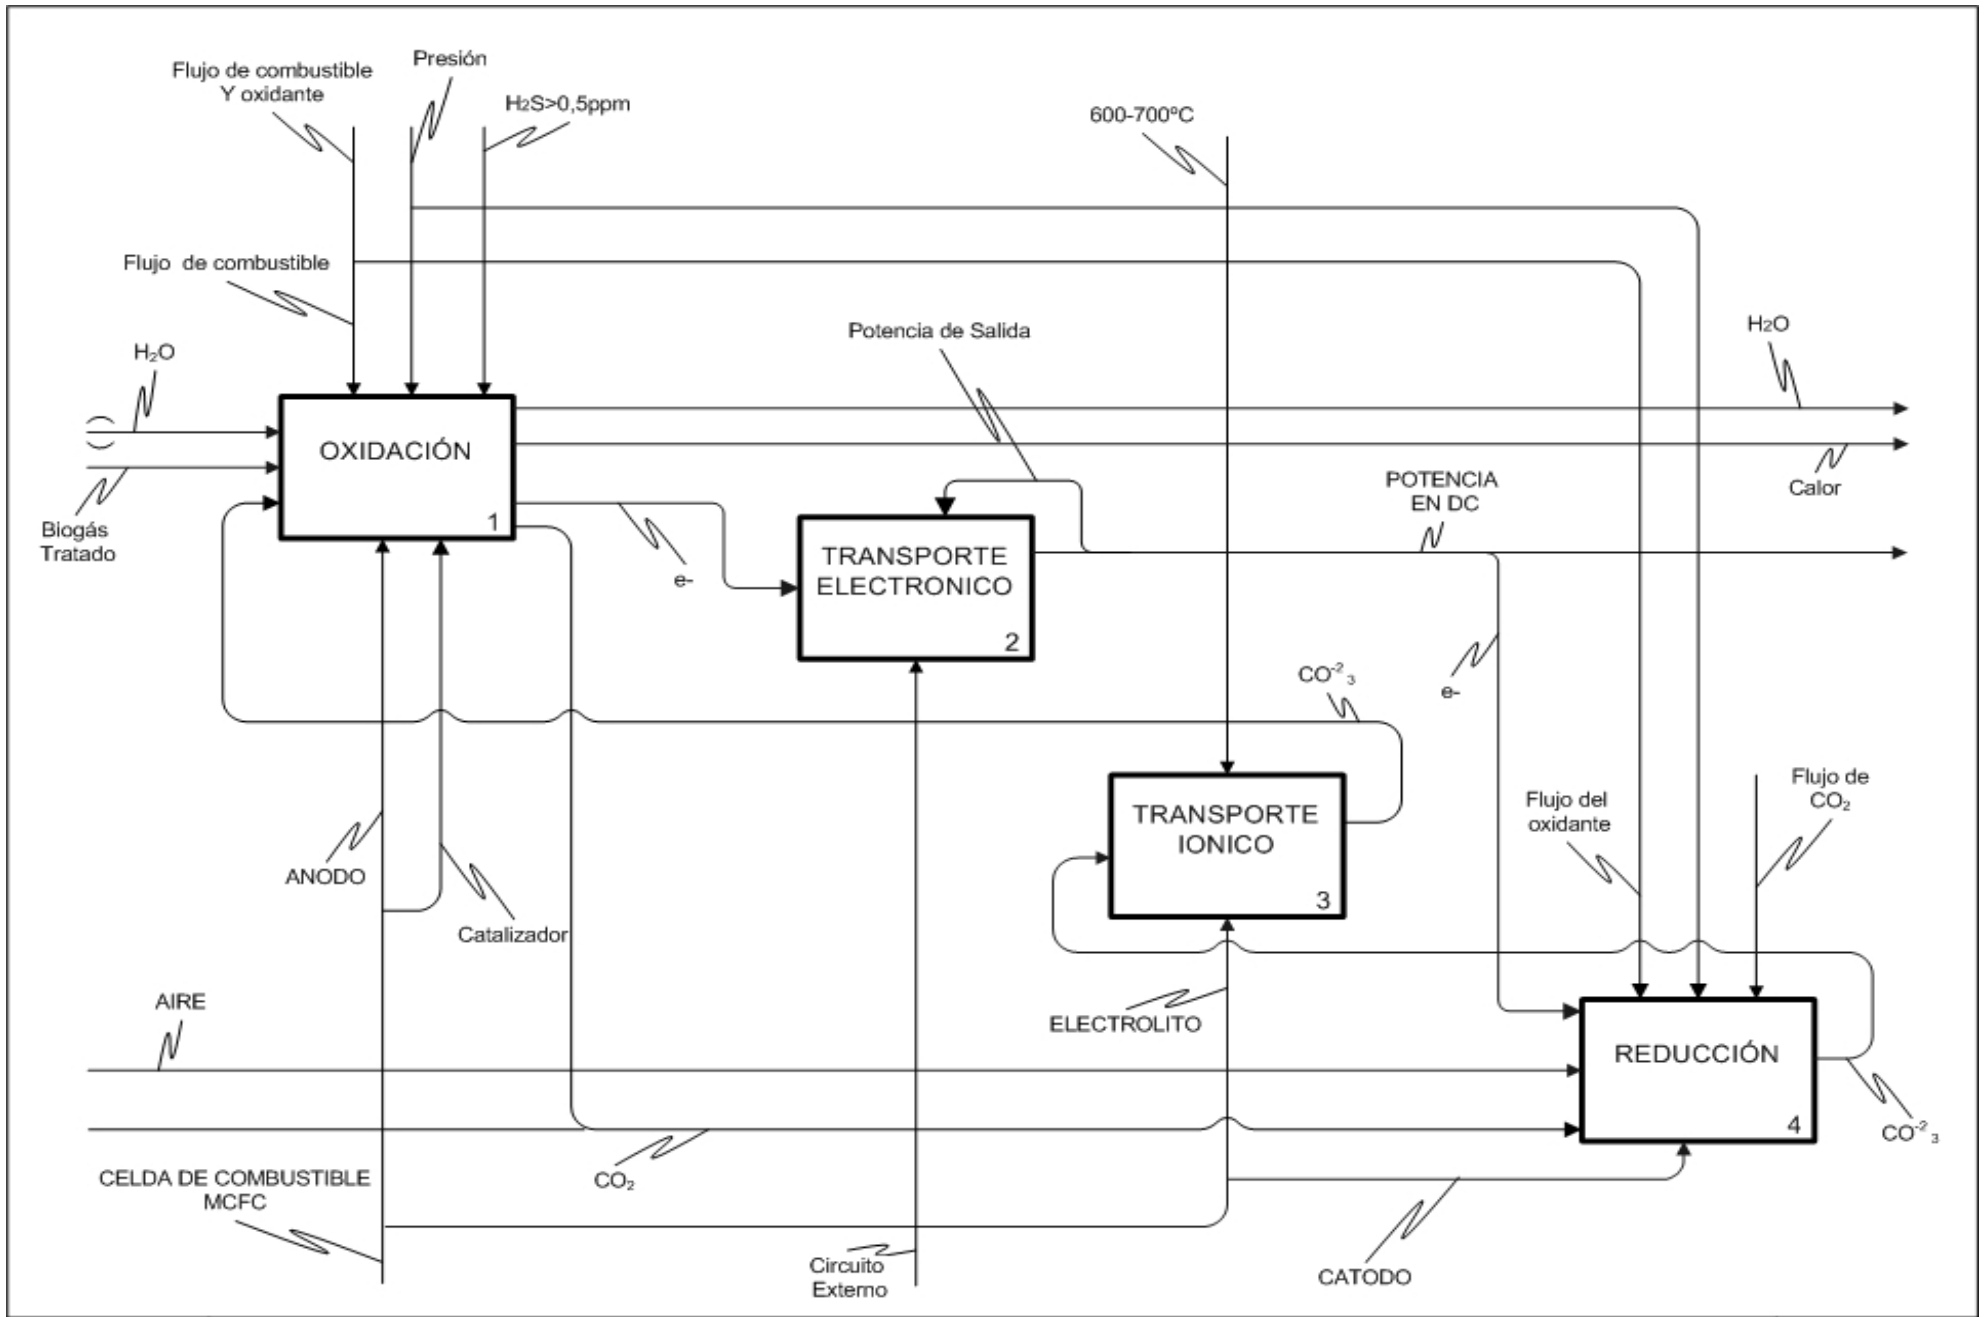 Presión
Flujo de combustible
Y oxidante
H₂S>0,5ppm
600-700ºC
Flujo de combustible
Potencia de Salida
H₂O
H₂O
OXIDACIÓN
1
POTENCIA
EN DC
Calor
Biogás
Tratado
e-
TRANSPORTE
ELECTRONICO
2
CO⁻²₃
e-
TRANSPORTE
IONICO
3
Flujo de
CO₂
Flujo del
oxidante
ANODO
Catalizador
AIRE
ELECTROLITO
REDUCCIÓN
4
CO⁻²₃
CELDA DE COMBUSTIBLE
MCFC
CO₂
Circuito
Externo
CATODO